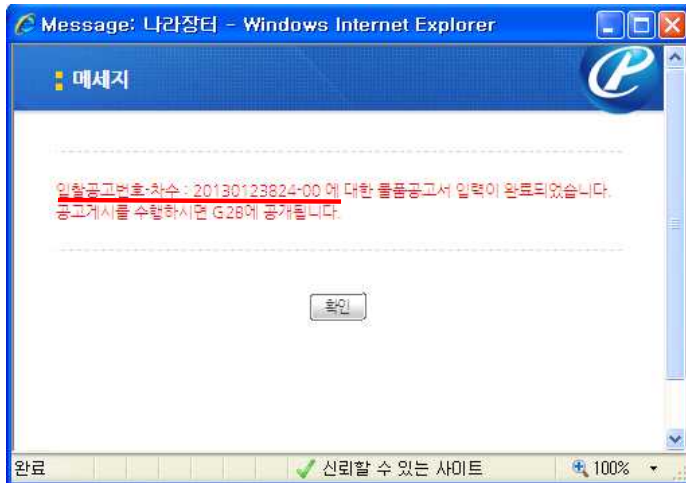 Message: 나라장터 - Windows Internet Explorer
메세지
입찰공고번호-차수 : 20130123824-00 에 대한 물품공고서 입력이 완료되었습니다.
공고게시를 수행하시면 G2B에 공개됩니다.
확인
완료 신뢰할 수 있는 사이트 100%